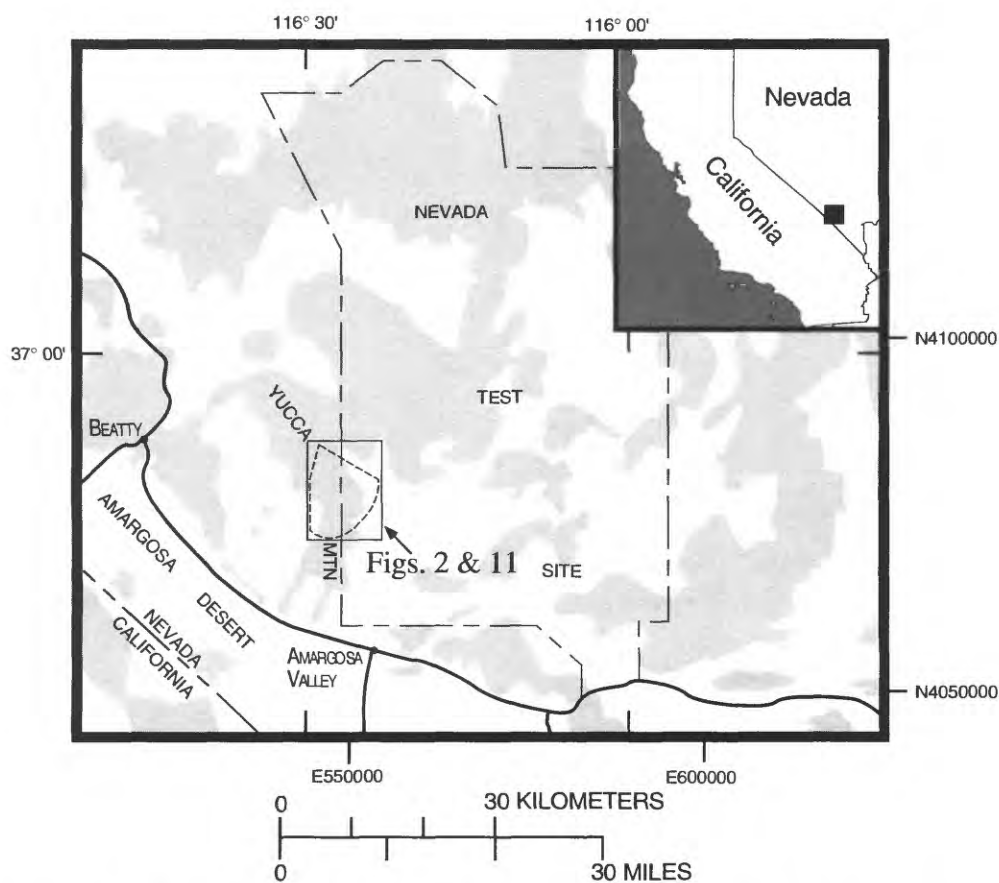 116° 30'
116° 00'
Nevada
California
NEVADA
37° 00'
N4100000
YUCCA
TEST
BEATTY
AMARGOSA
DESERT
MTN
Figs. 2 & 11
SITE
NEVADA
CALIFORNIA
AMARGOSA
VALLEY
N4050000
E550000
E600000
0
30 KILOMETERS
0
30 MILES